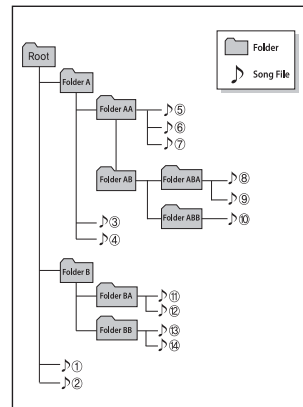 Root
Folder
Song File
Folder A
Folder AA
⑤
⑥
⑦
Folder AB
Folder ABA
⑧
⑨
Folder ABB
⑩
③
④
Folder B
Folder BA
⑪
⑫
Folder BB
⑬
⑭
①
②